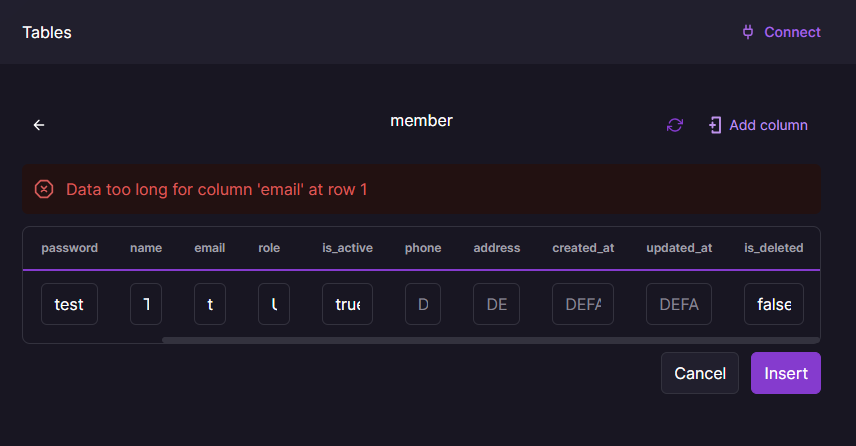 Tables
Connect
member
Add column
Data too long for column 'email' at row 1
password name email role is_active phone address created_at updated_at is_deleted
test T t U true D DE DEFA DEFA false
Cancel Insert